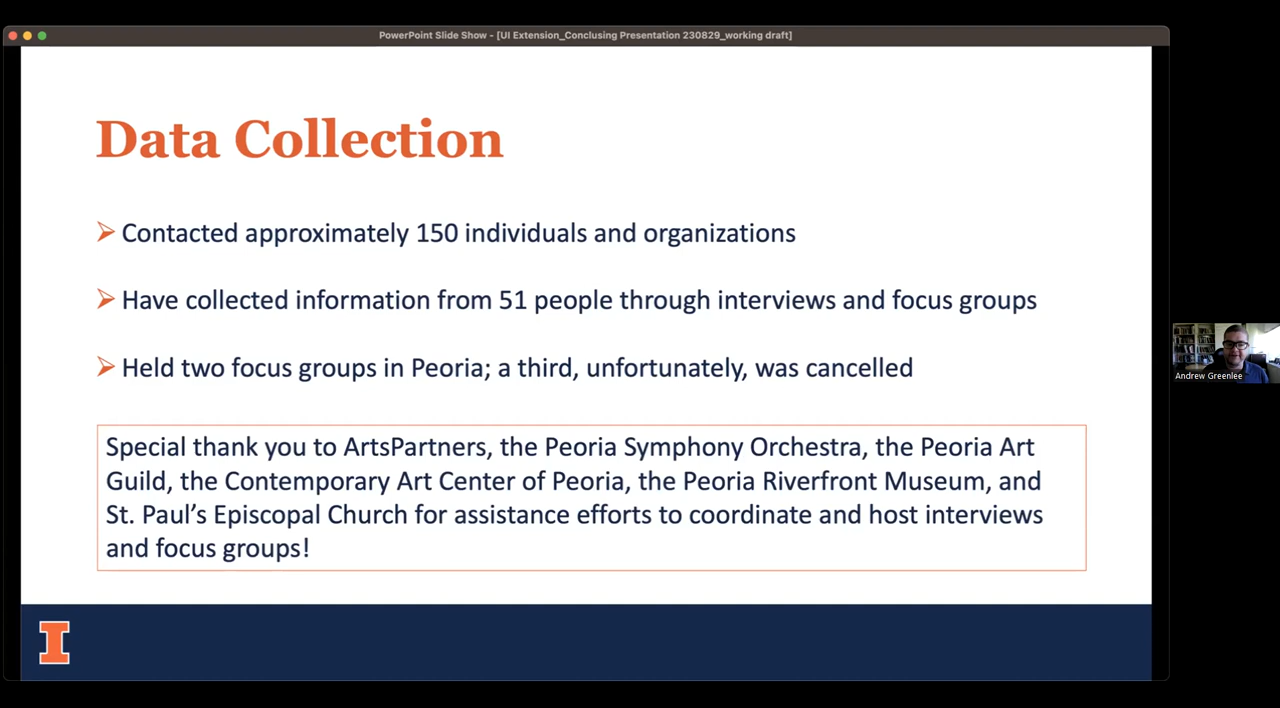 PowerPoint Slide Show - [UI Extension_Conclusing Presentation 230829_working draft]
Data Collection
➢ Contacted approximately 150 individuals and organizations
➢ Have collected information from 51 people through interviews and focus groups
➢ Held two focus groups in Peoria; a third, unfortunately, was cancelled
Special thank you to ArtsPartners, the Peoria Symphony Orchestra, the Peoria Art
Guild, the Contemporary Art Center of Peoria, the Peoria Riverfront Museum, and
St. Paul’s Episcopal Church for assistance efforts to coordinate and host interviews
and focus groups!
I
Andrew Greenlee